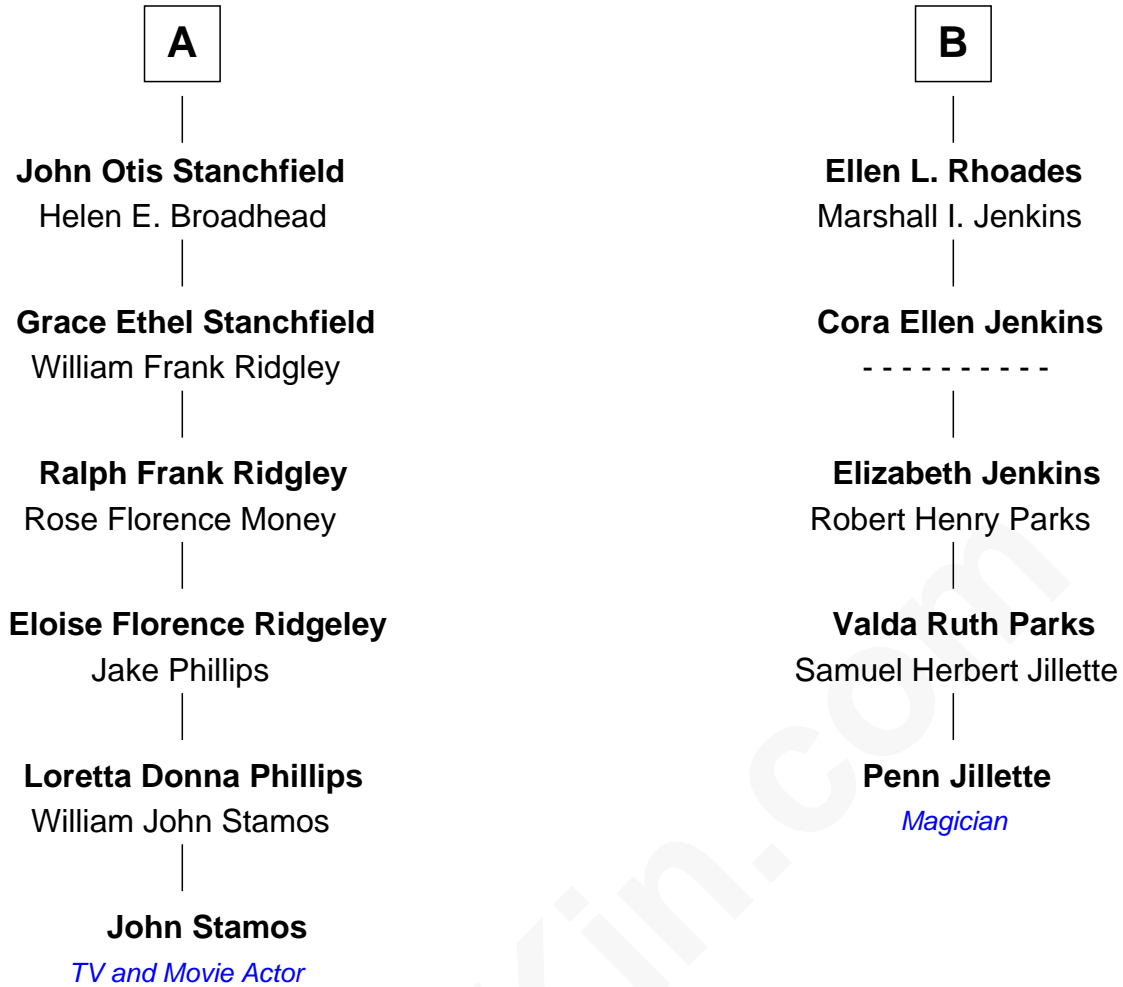 A
John Otis Stanchfield
Helen E. Broadhead
Grace Ethel Stanchfield
William Frank Ridgley
Ralph Frank Ridgley
Rose Florence Money
Eloise Florence Ridgeley
Jake Phillips
Loretta Donna Phillips
William John Stamos
John Stamos
TV and Movie Actor
B
Ellen L. Rhoades
Marshall I. Jenkins
Cora Ellen Jenkins
- - - - - - - - - -
Elizabeth Jenkins
Robert Henry Parks
Valda Ruth Parks
Samuel Herbert Jillette
Penn Jillette
Magician
Kin.com